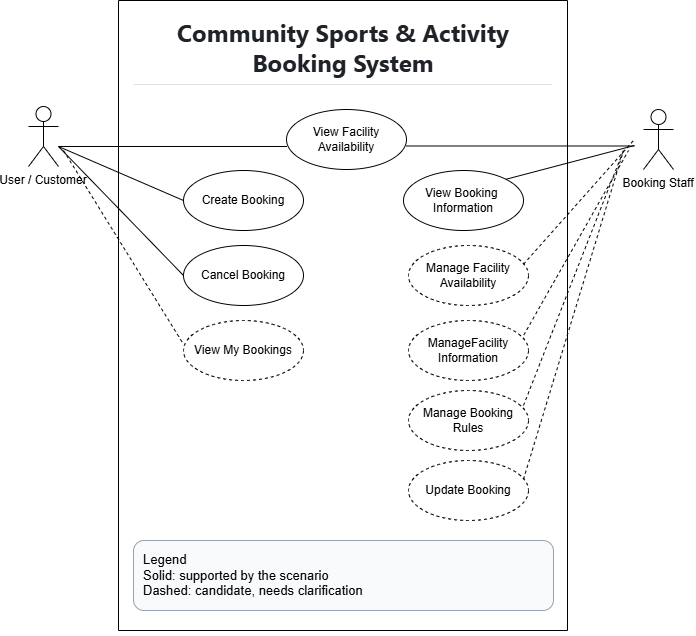 Community Sports & Activity
Booking System
View Facility
Availability
User / Customer
Booking Staff
Create Booking
View Booking
Information
Cancel Booking
Manage Facility
Availability
View My Bookings
ManageFacility
Information
Manage Booking
Rules
Update Booking
Legend
Solid: supported by the scenario
Dashed: candidate, needs clarification